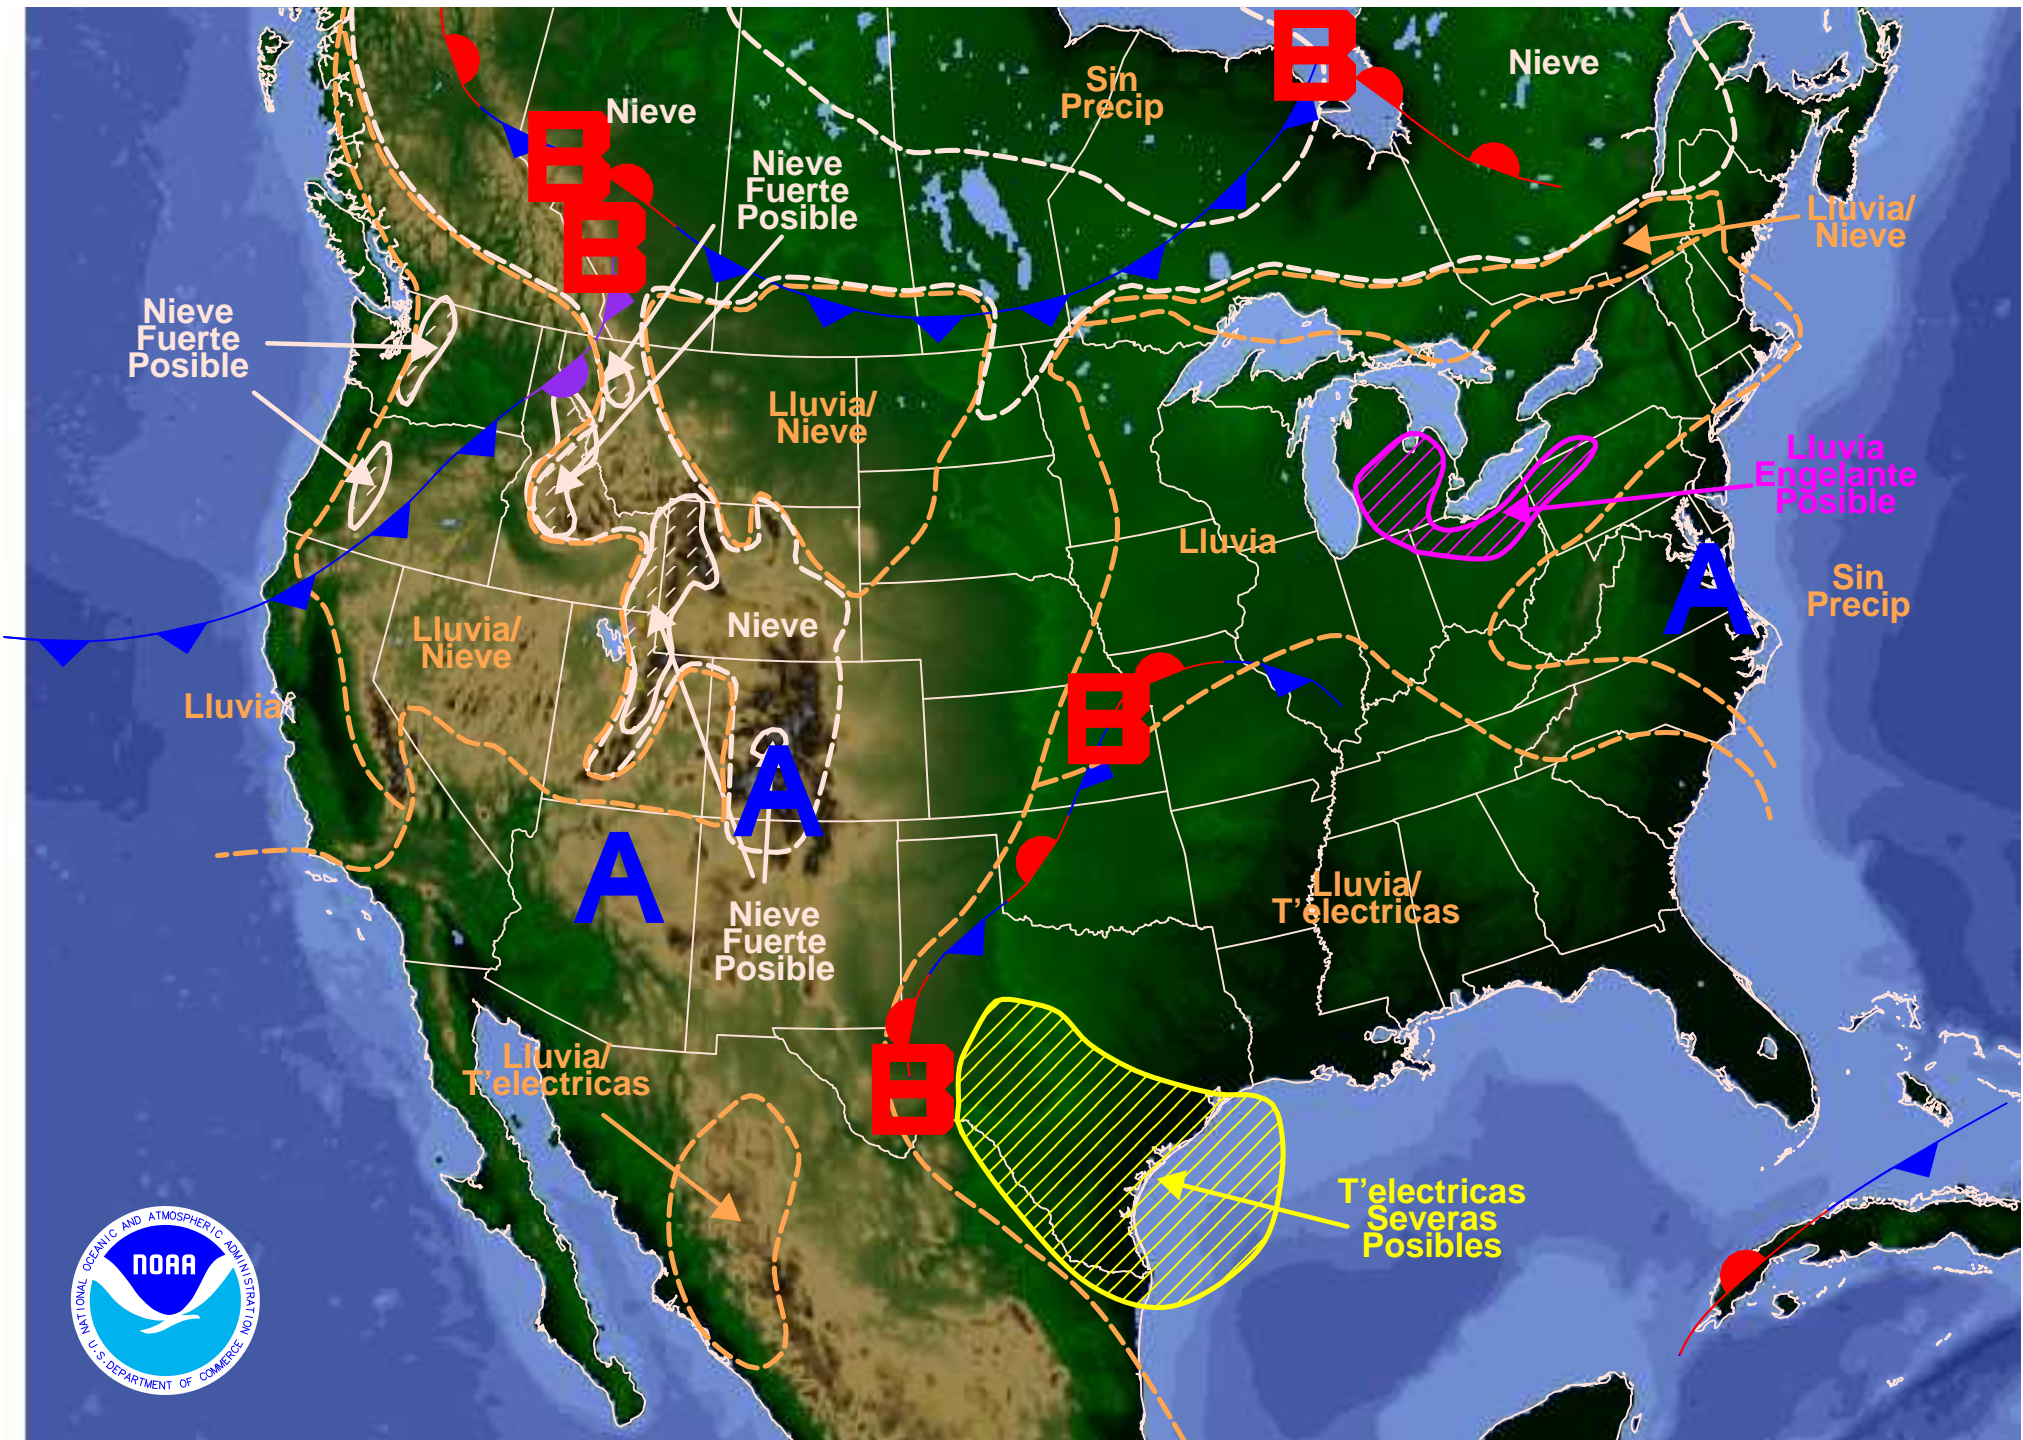 B
Nieve
Sin
Precip
Nieve
B
Nieve
Fuerte
Posible
B
Lluvia/
Nieve
Nieve
Fuerte
Posible
Lluvia/
Nieve
Lluvia
Engelante
Posible
Lluvia
A
Sin
Precip
Lluvia/
Nieve
Nieve
Lluvia
B
A
A
Lluvia/
T'electricas
Nieve
Fuerte
Posible
Lluvia/
T'electricas
B
T'electricas
Severas
Posibles
NATIONAL OCEANIC AND ATMOSPHERIC ADMINISTRATION
NOAA
U.S. DEPARTMENT OF COMMERCE